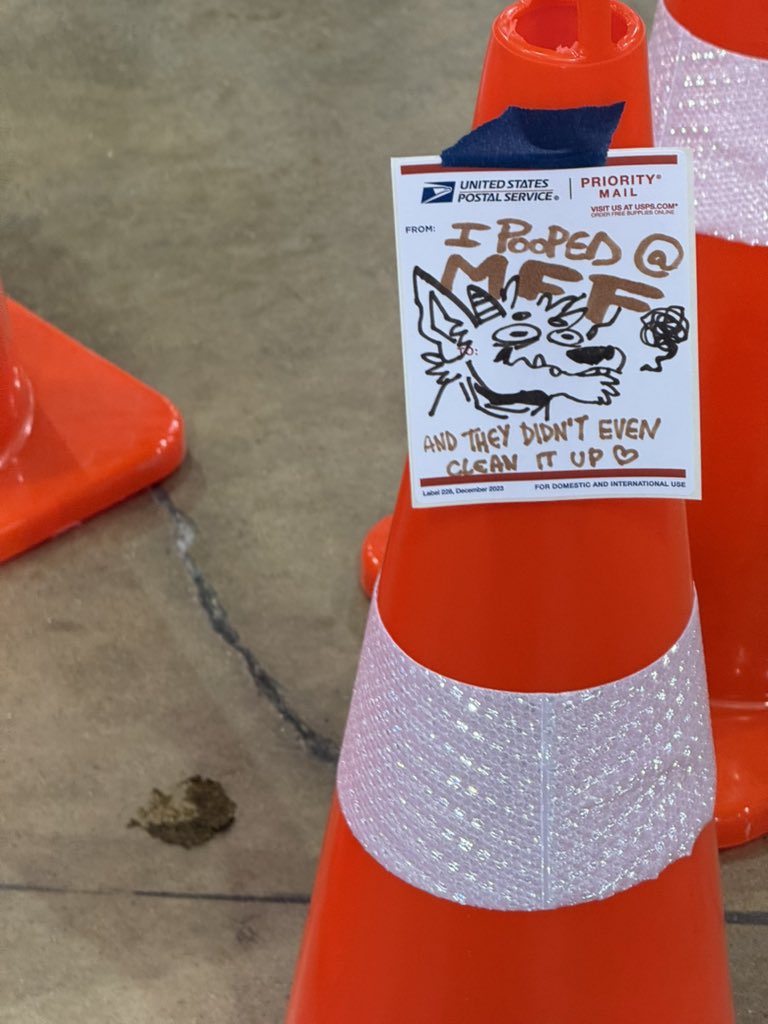 UNITED STATES
POSTAL SERVICE®
PRIORITY®
MAIL
VISIT US AT USPS.COM®
ORDER FREE SUPPLIES ONLINE
FROM:
I POOPED @
MFF
TO:
AND THEY DIDN'T EVEN
CLEAN IT UP ♡
Label 228, December 2023
FOR DOMESTIC AND INTERNATIONAL USE